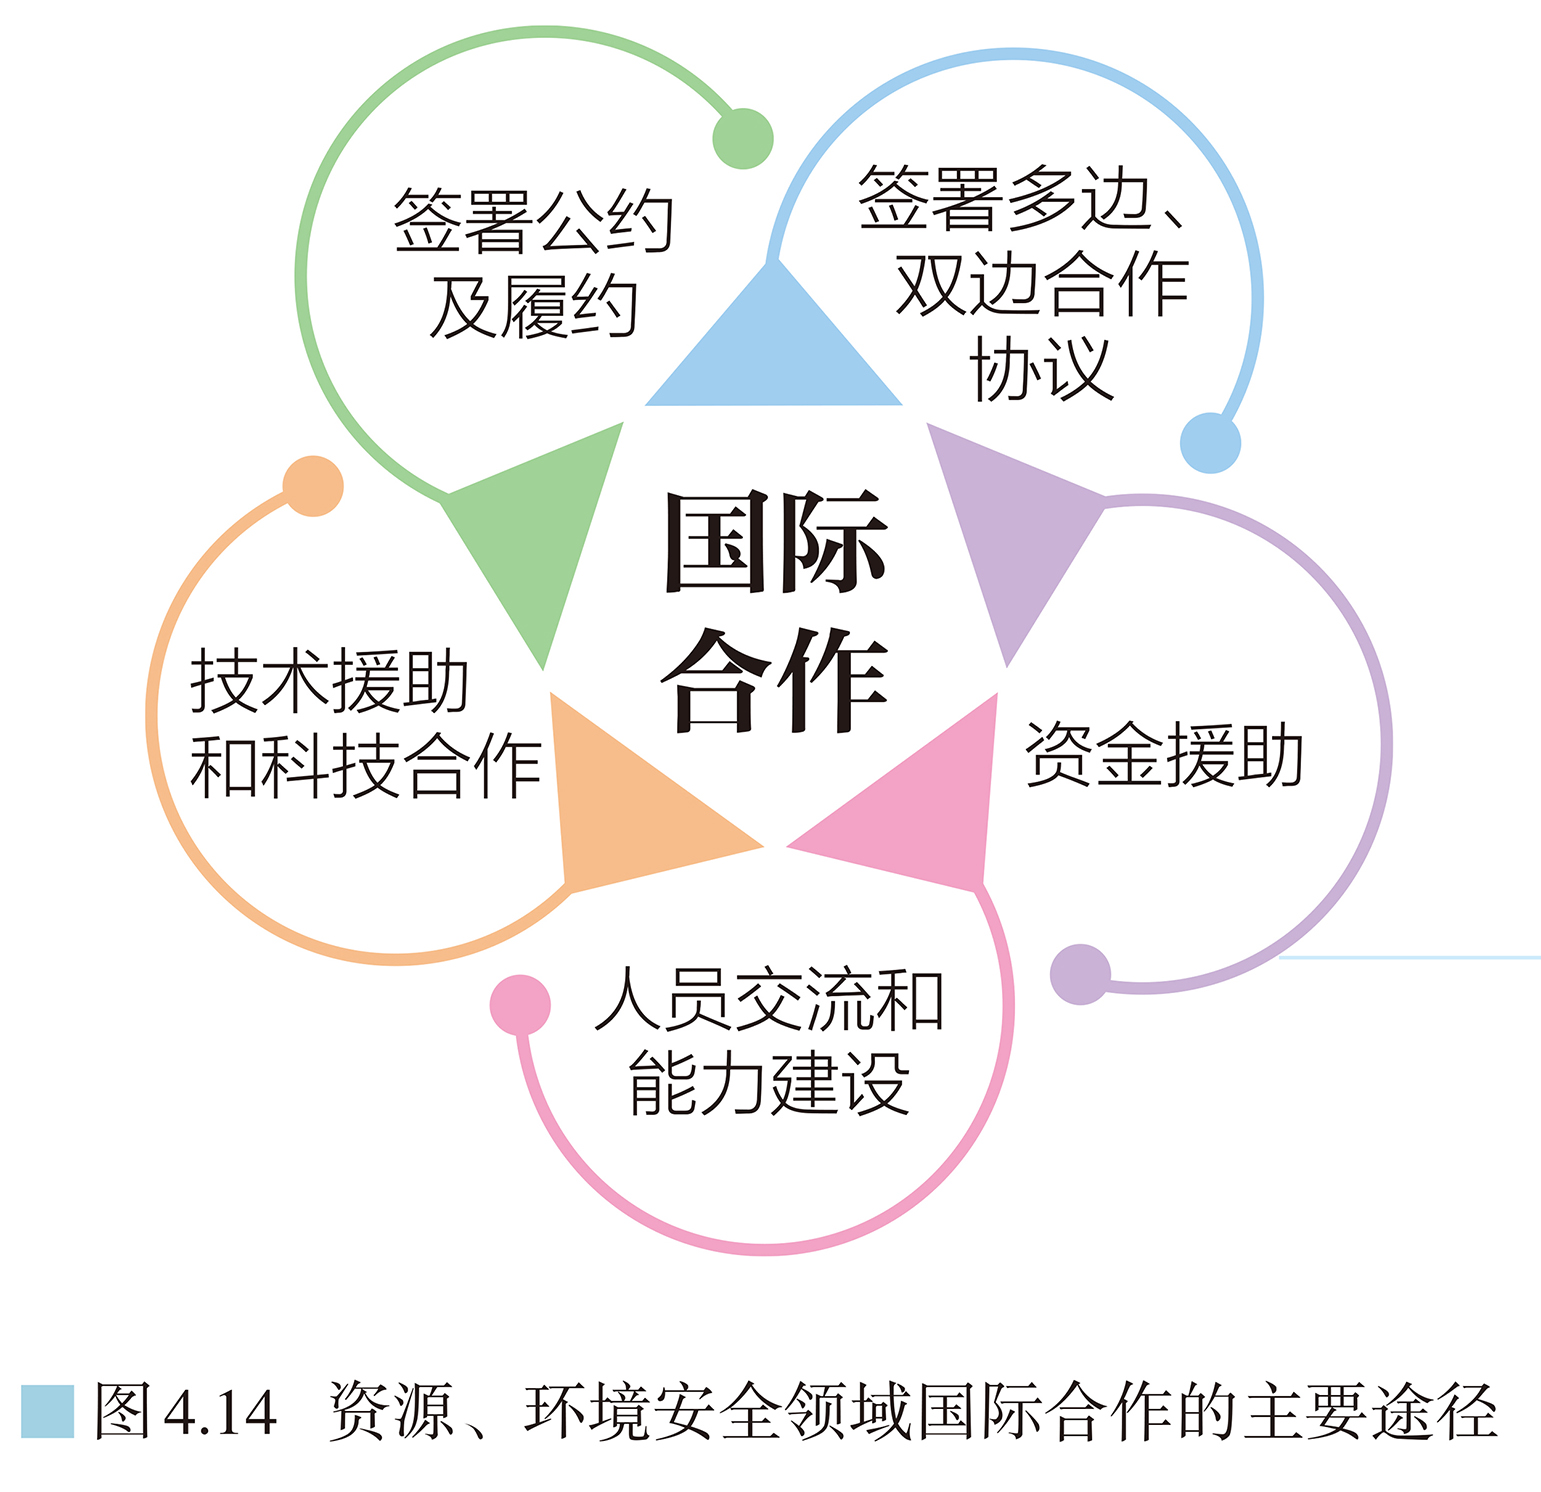 签署公约
及履约
签署多边、
双边合作
协议
国际
合作
技术援助
和科技合作
资金援助
人员交流和
能力建设
图4.14 资源、环境安全领域国际合作的主要途径